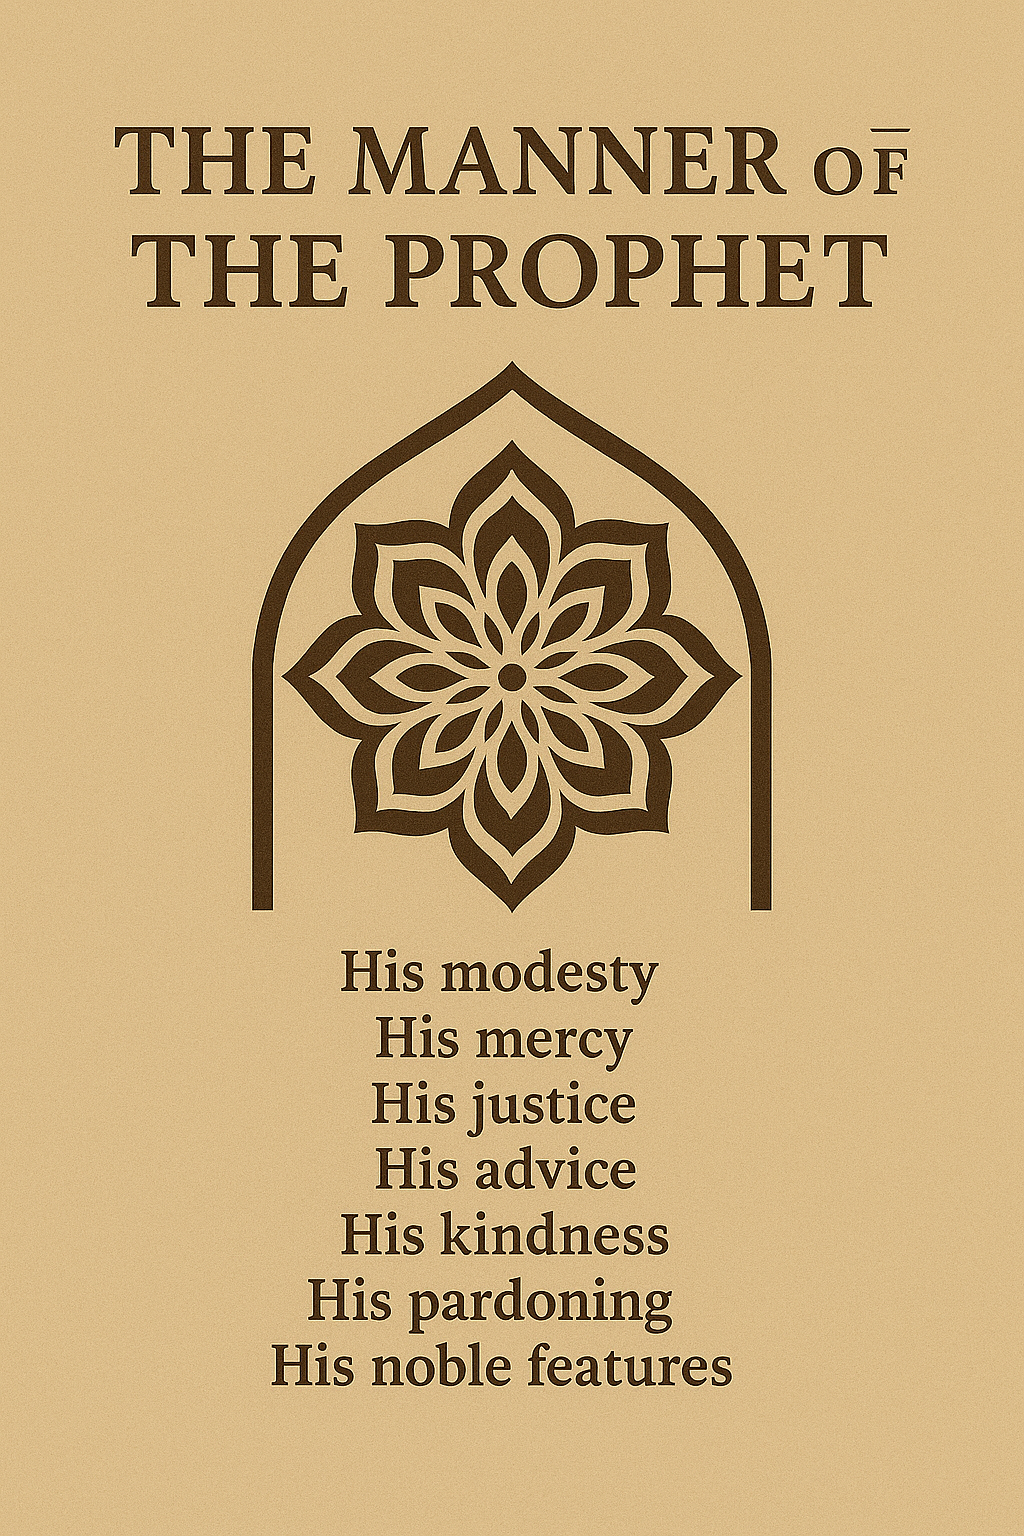 THE MANNER OF
THE PROPHET
His modesty
His mercy
His justice
His advice
His kindness
His pardoning
His noble features